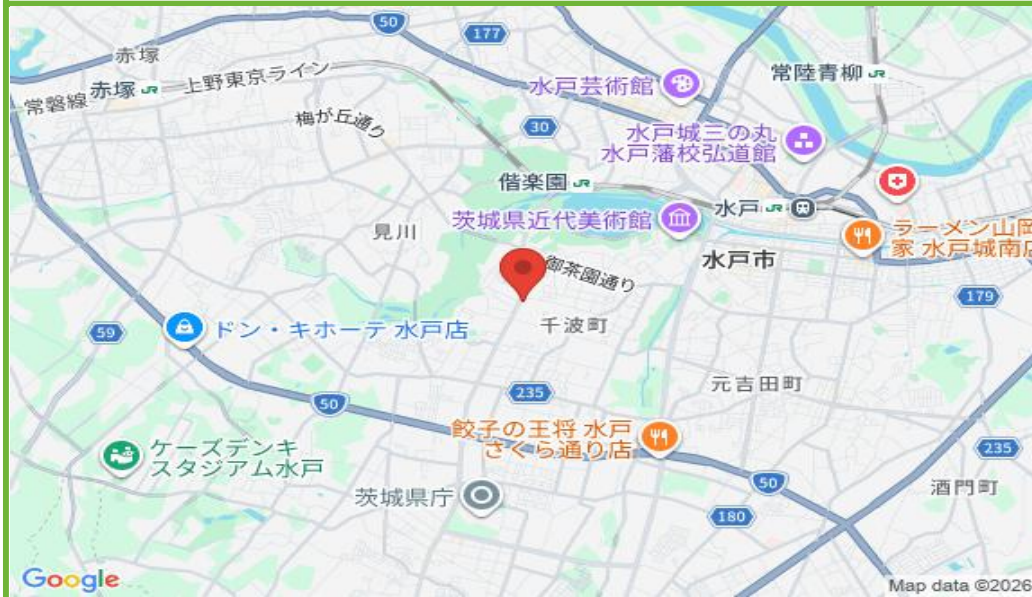 50
177
赤塚
赤塚 JR
上野東京ライン
常磐線
梅が丘通り
水戸芸術館
常陸青柳 JR
30
水戸城三の丸
水戸藩校弘道館
偕楽園 JR
水戸 JR
茨城県近代美術館
見川
ラーメン山岡
家 水戸城南店
水戸市
御茶園通り
179
59
ドン・キホーテ 水戸店
千波町
235
元吉田町
50
餃子の王将 水戸
さくら通り店
ケーズデンキ
スタジアム水戸
235
茨城県庁
50
酒門町
180
Google
Map data ©2026